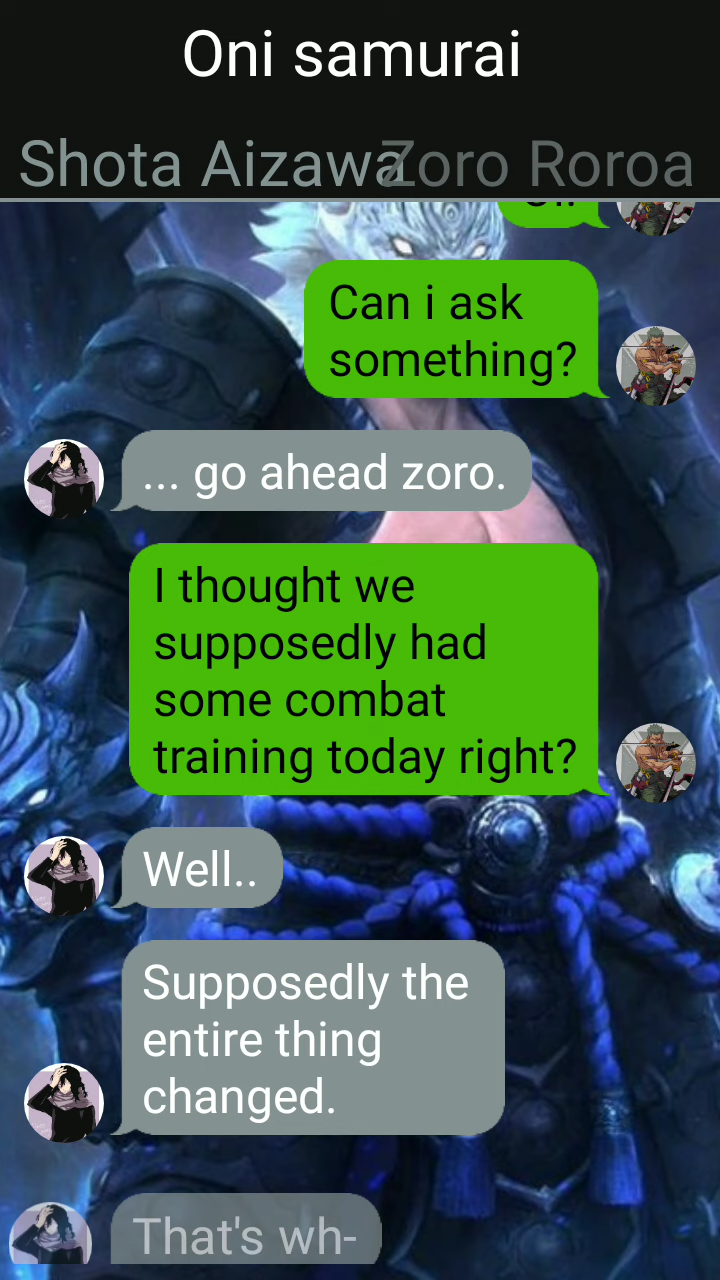 Oni samurai
Shota Aizawa
Zoro Roroa
Can i ask
something?
... go ahead zoro.
I thought we
supposedly had
some combat
training today right?
Well..
Supposedly the
entire thing
changed.
That's wh-